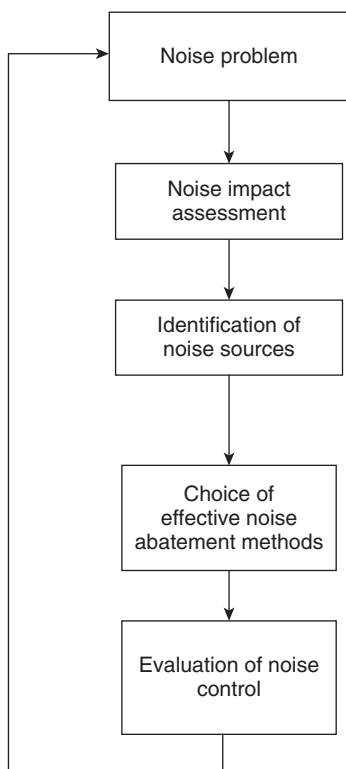 Noise problem
Noise impact
assessment
Identification of
noise sources
Choice of
effective noise
abatement methods
Evaluation of noise
control